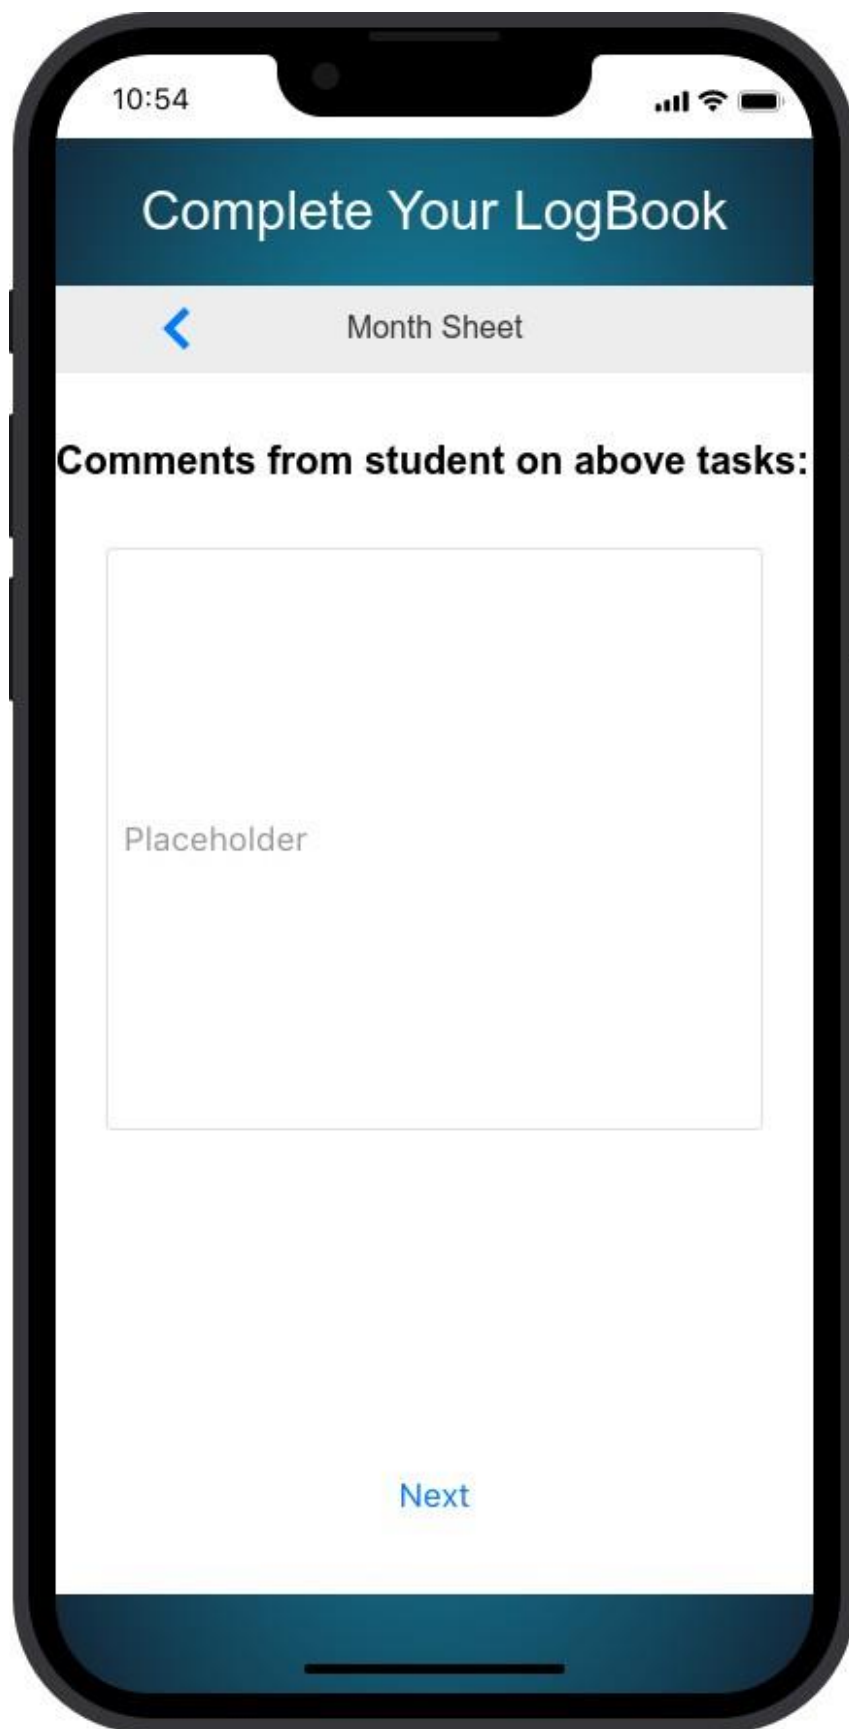 10:54
Complete Your LogBook
Month Sheet
Comments from student on above tasks:
Placeholder
Next